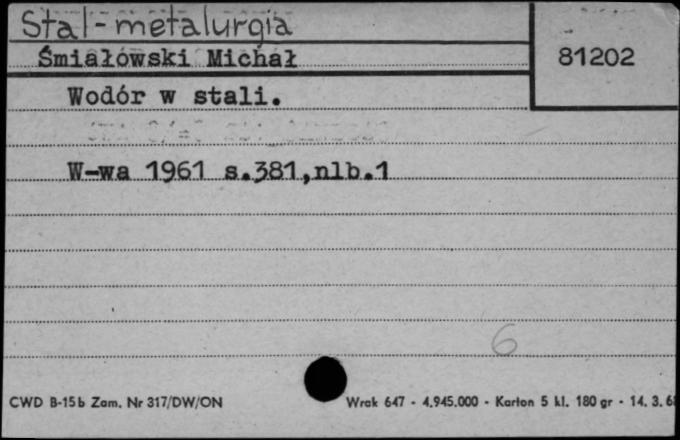 Stal-metalurgia
Śmiałowski Michał
81202
Wodór w stali.
W-wa 1961 s.381,nlb.1
6
CWD B-15b Zam. Nr 317/DW/ON
Wrak 647 - 4.945.000 - Karton 5 kl. 180 gr - 14. 3.